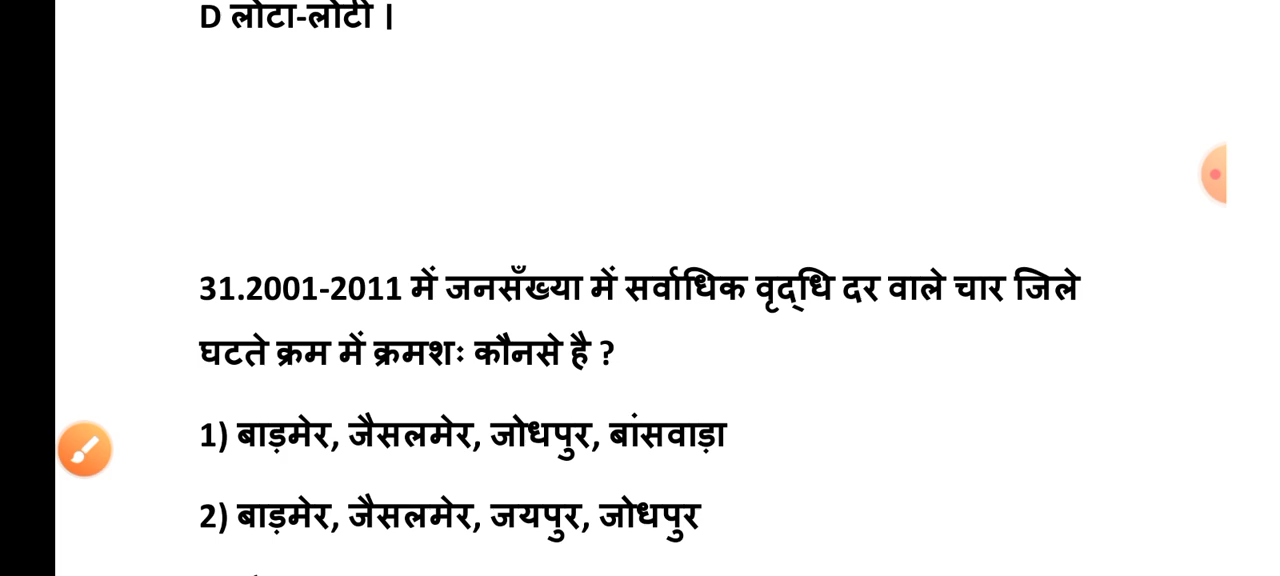 D लोटा-लोटी |
31.2001-2011 में जनसँख्या में सर्वाधिक वृद्धि दर वाले चार जिले
घटते क्रम में क्रमशः कौनसे है ?
1) बाड़मेर, जैसलमेर, जोधपुर, बांसवाड़ा
2) बाड़मेर, जैसलमेर, जयपुर, जोधपुर